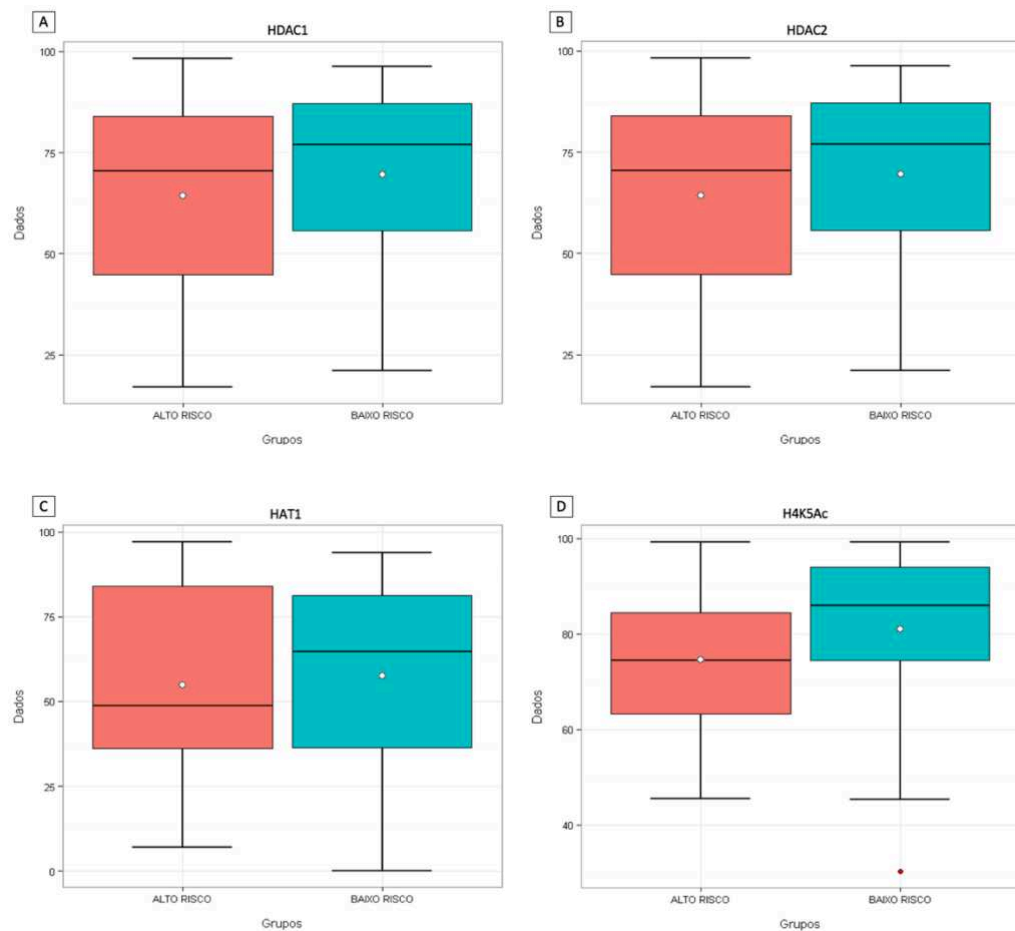 A
HDAC1
100
75
50
25
Dados
ALTO RISCO
BAIXO RISCO
Grupos
B
HDAC2
100
75
50
25
Dados
ALTO RISCO
BAIXO RISCO
Grupos
C
HAT1
100
75
50
25
0
Dados
ALTO RISCO
BAIXO RISCO
Grupos
D
H4K5Ac
100
80
60
40
Dados
ALTO RISCO
BAIXO RISCO
Grupos